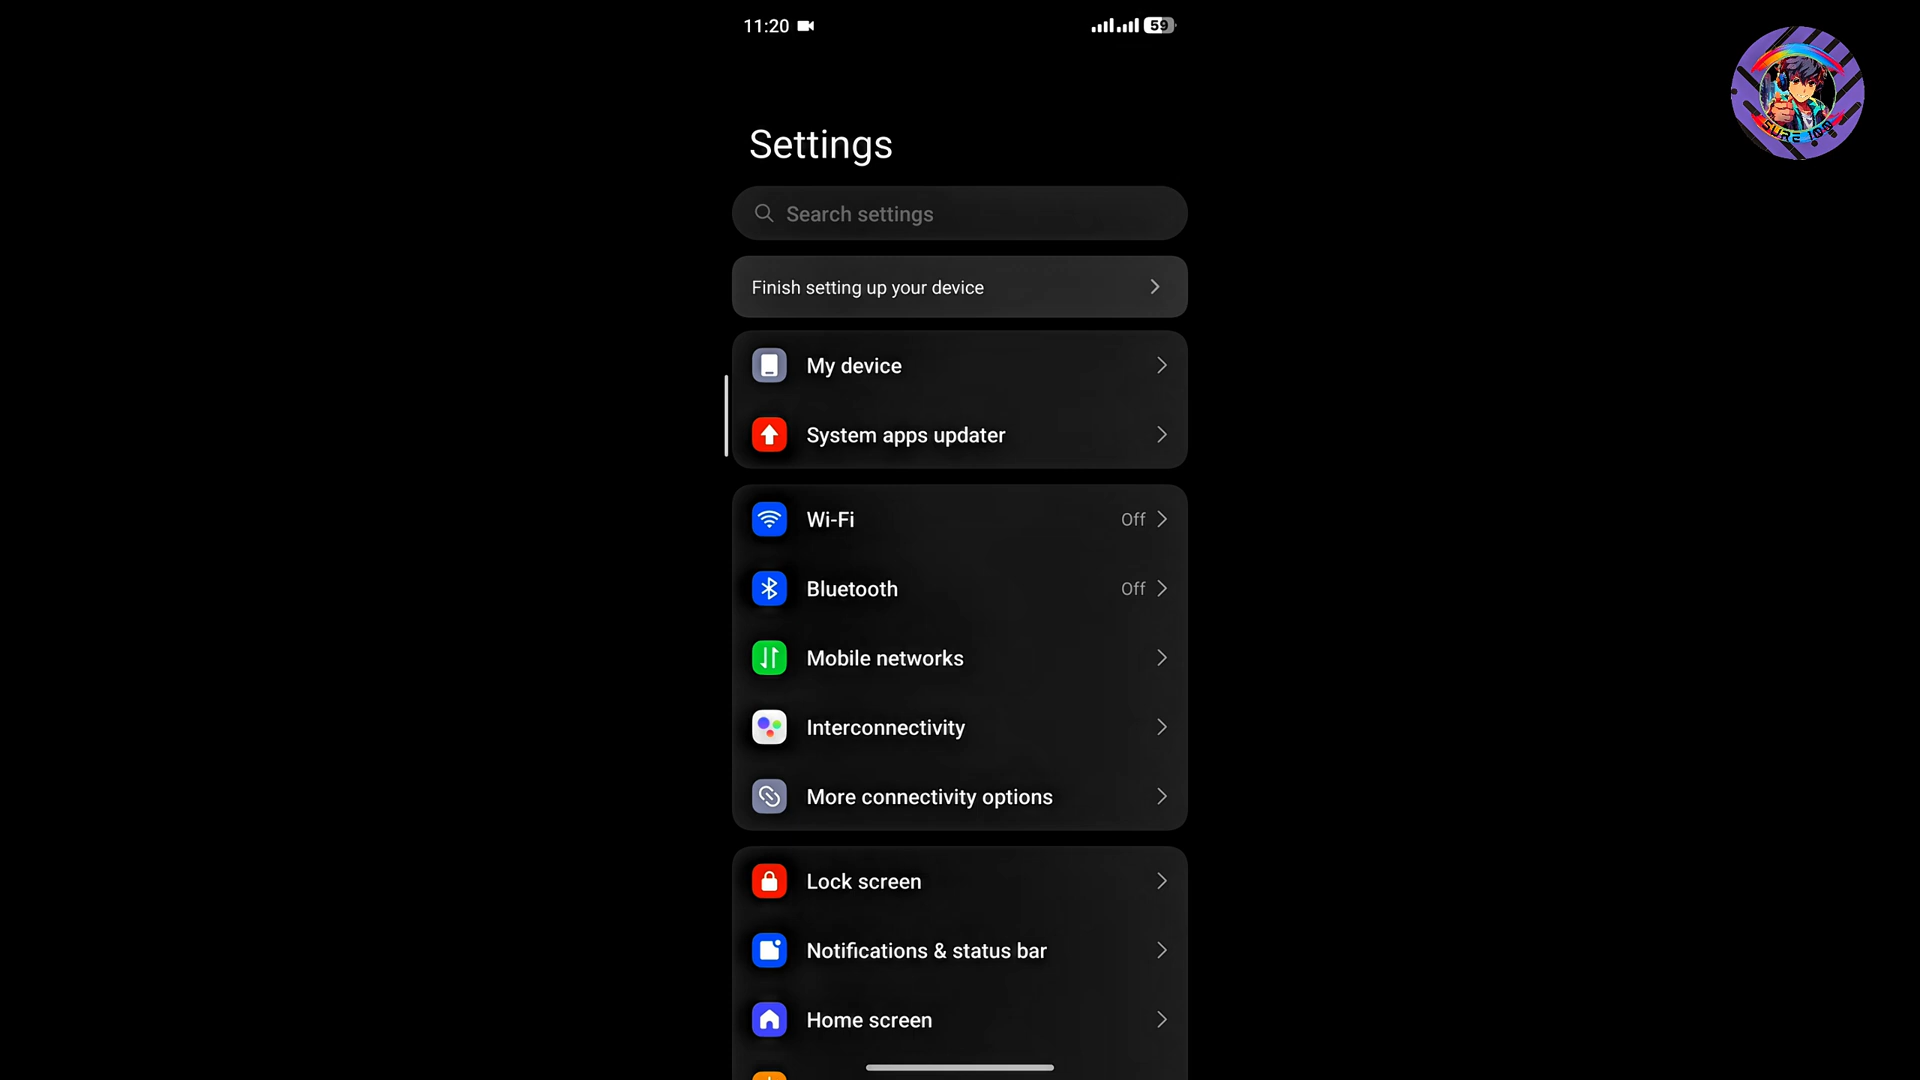 11:20
59
Settings
Search settings
Finish setting up your device
My device
System apps updater
Wi-Fi
Off
Bluetooth
Off
Mobile networks
Interconnectivity
More connectivity options
Lock screen
Notifications & status bar
Home screen